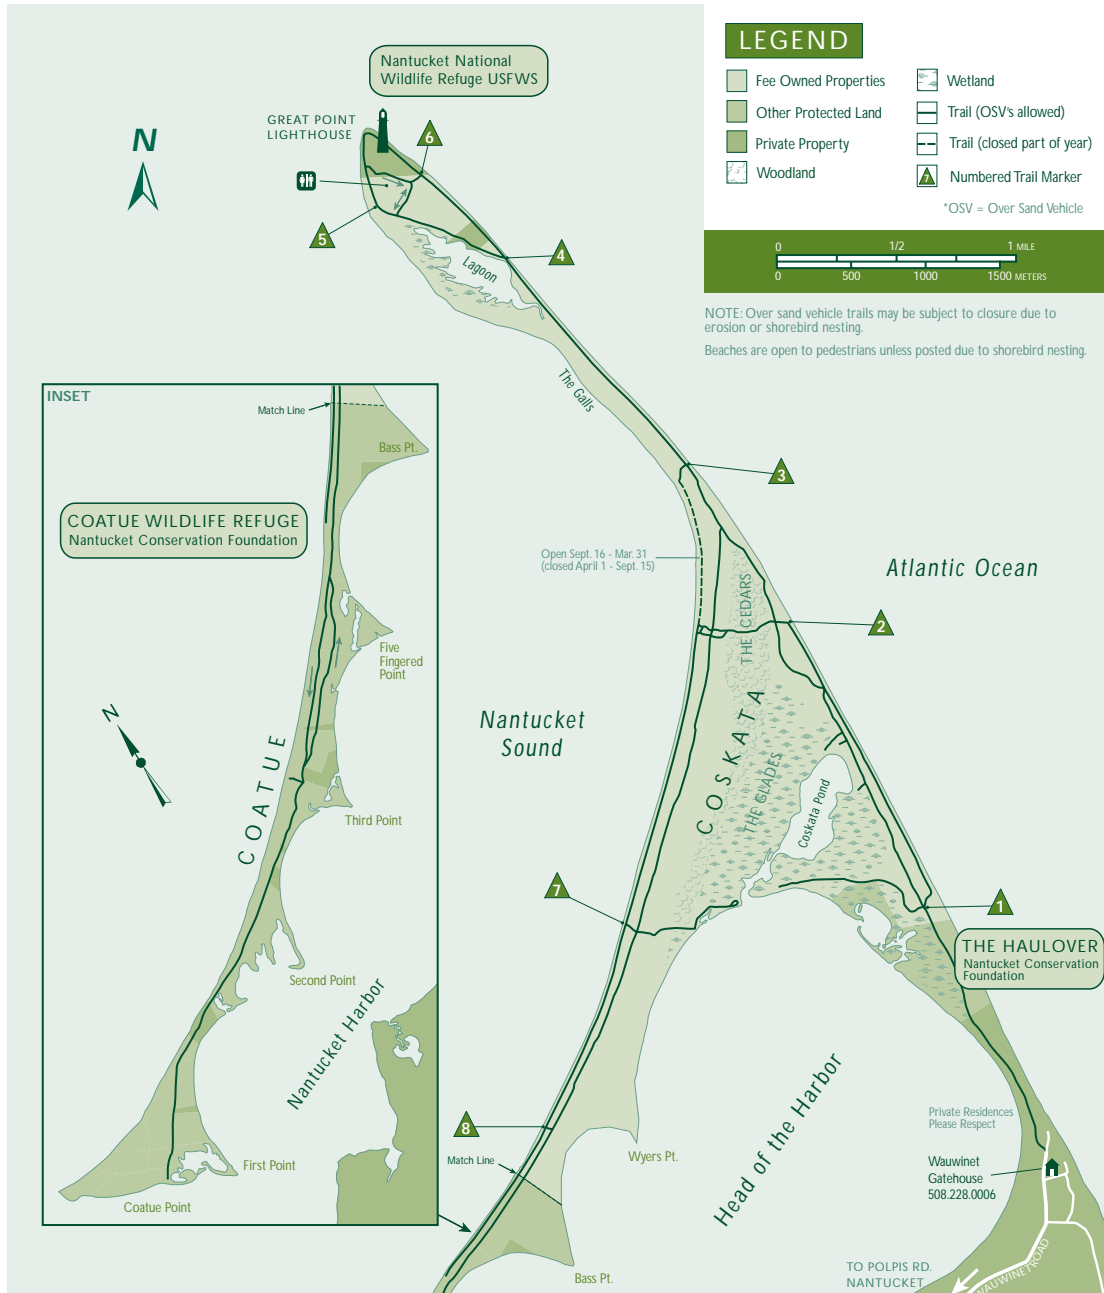 Nantucket National
Wildlife Refuge USFWS
GREAT POINT
LIGHTHOUSE
N
6
5
4
Lagoon
The Galls
LEGEND
Fee Owned Properties
Other Protected Land
Private Property
Woodland
Wetland
Trail (OSV's allowed)
Trail (closed part of year)
7
Numbered Trail Marker
*OSV = Over Sand Vehicle
0 1/2 1 MILE
0 500 1000 1500 METERS
NOTE: Over sand vehicle trails may be subject to closure due to
erosion or shorebird nesting.
Beaches are open to pedestrians unless posted due to shorebird nesting.
INSET
Match Line
Bass Pt.
COATUE WILDLIFE REFUGE
Nantucket Conservation Foundation
Five
Fingered
Point
N
COATUE
Third Point
Second Point
Nantucket Harbor
First Point
Coatue Point
3
Open Sept. 16 - Mar. 31
(closed April 1 - Sept. 15)
Atlantic Ocean
2
THE CEDARS
Nantucket
Sound
COSKATA
THE GLADES
Coskata Pond
7
1
THE HAULOVER
Nantucket Conservation
Foundation
Head of the Harbor
8
Match Line
Wyers Pt.
Bass Pt.
Private Residences
Please Respect
Wauwinet
Gatehouse
508.228.0006
TO POLPIS RD.
NANTUCKET
WAUWINET ROAD